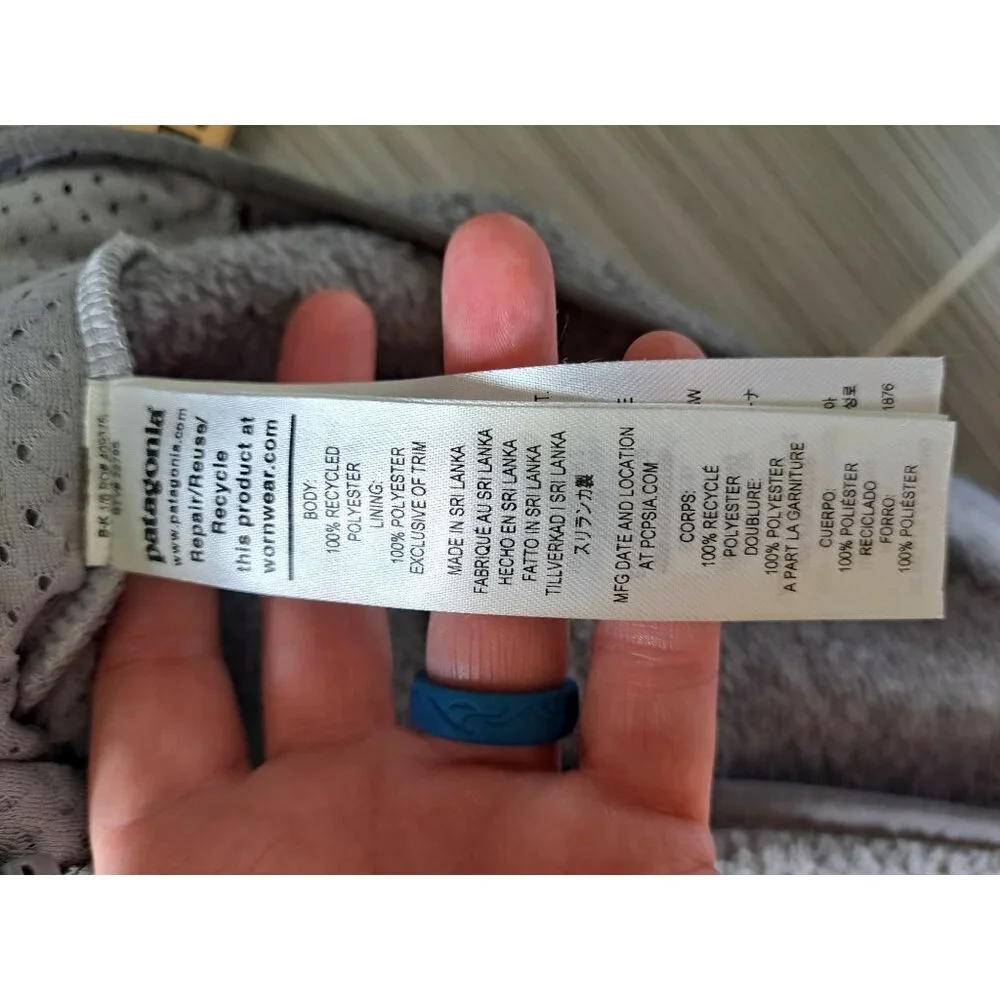 patagonia®
www.patagonia.com
Repair/Reuse/
Recycle
this product at
wornwear.com
BODY:
100% RECYCLED
POLYESTER
LINING:
100% POLYESTER
EXCLUSIVE OF TRIM
MADE IN SRI LANKA
FABRIQUÉ AU SRI LANKA
HECHO EN SRI LANKA
FATTO IN SRI LANKA
TILLVERKAD I SRI LANKA
スリランカ製
MFG DATE AND LOCATION
AT PCPSIA.COM
CORPS:
100% RECYCLÉ
POLYESTER
DOUBLURE:
100% POLYESTER
A PART LA GARNITURE
CUERPO:
100% POLIÉSTER
RECICLADO
FORRO:
100% POLIÉSTER
1876